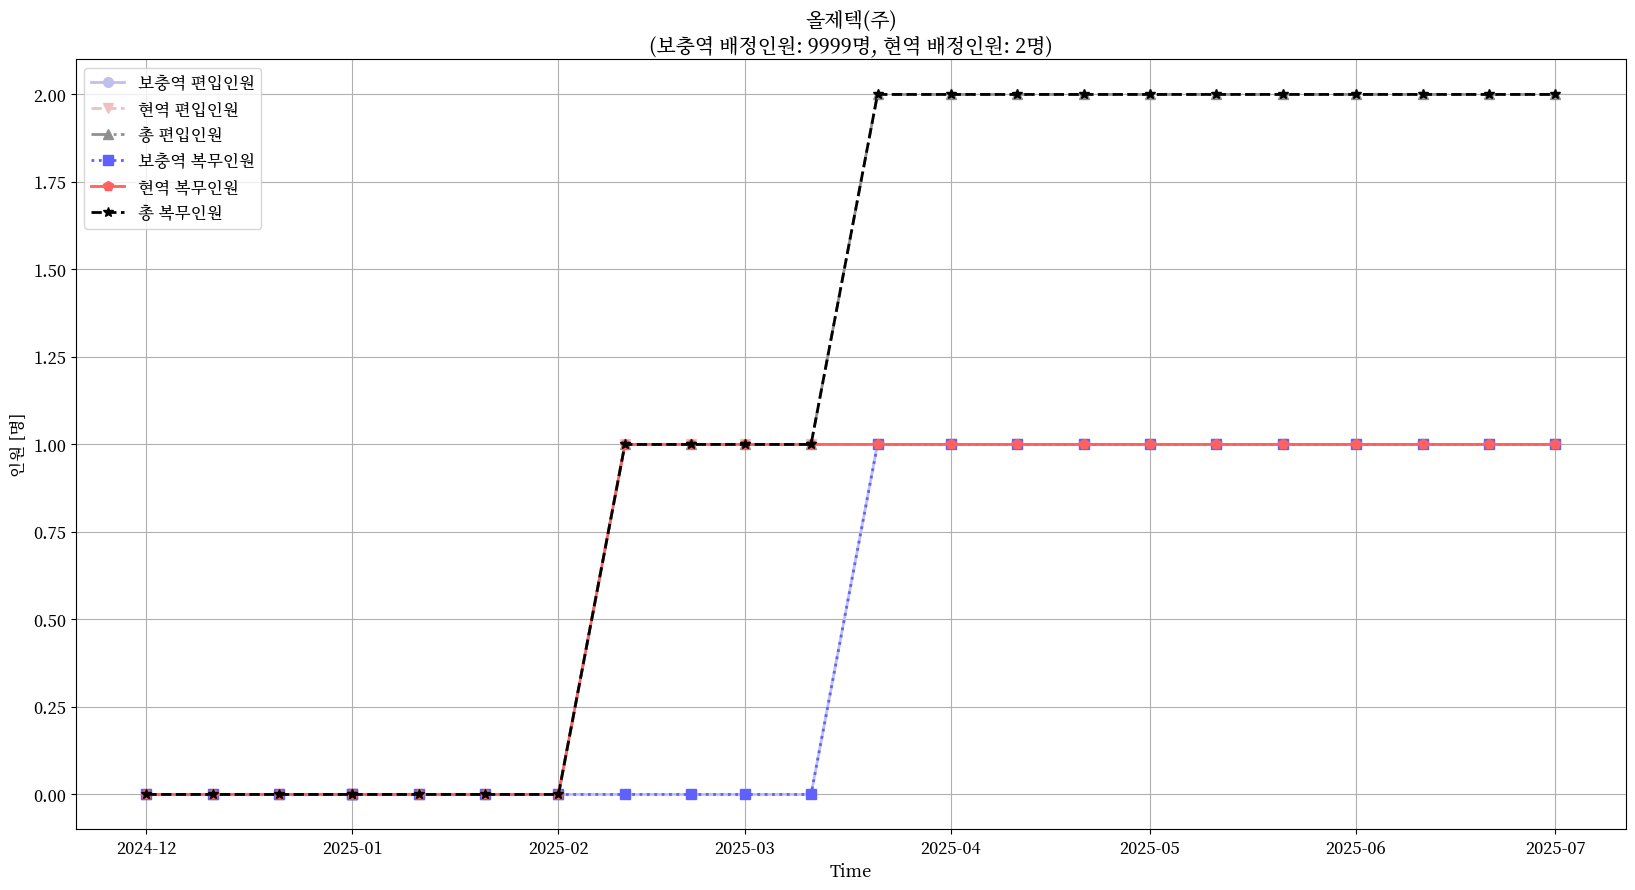 올제텍(주)
(보충역 배정인원: 9999명, 현역 배정인원: 2명)
보충역 편입인원
현역 편입인원
총 편입인원
보충역 복무인원
현역 복무인원
총 복무인원
2.00
1.75
1.50
1.25
1.00
0.75
0.50
0.25
0.00
인원 [명]
2024-12 2025-01 2025-02 2025-03 2025-04 2025-05 2025-06 2025-07
Time